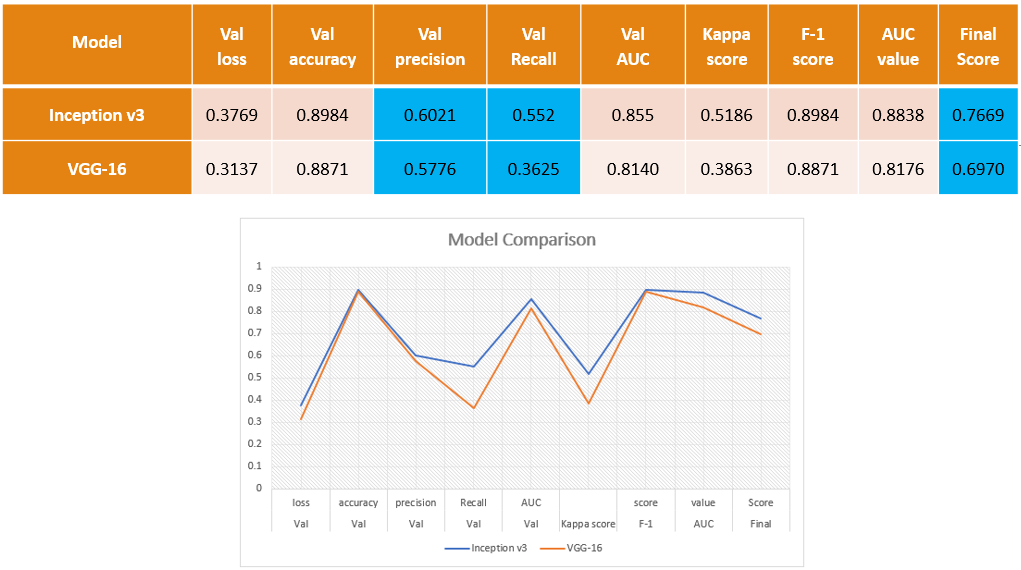 Model Val loss Val accuracy Val precision Val Recall Val AUC Kappa score F-1 score AUC value Final Score
Inception v3 0.3769 0.8984 0.6021 0.552 0.855 0.5186 0.8984 0.8838 0.7669
VGG-16 0.3137 0.8871 0.5776 0.3625 0.8140 0.3863 0.8871 0.8176 0.6970
Model Comparison
1
0.9
0.8
0.7
0.6
0.5
0.4
0.3
0.2
0.1
0
loss accuracy precision Recall AUC score value Score
Val Val Val Val Val Kappa score F-1 AUC Final
Inception v3 VGG-16